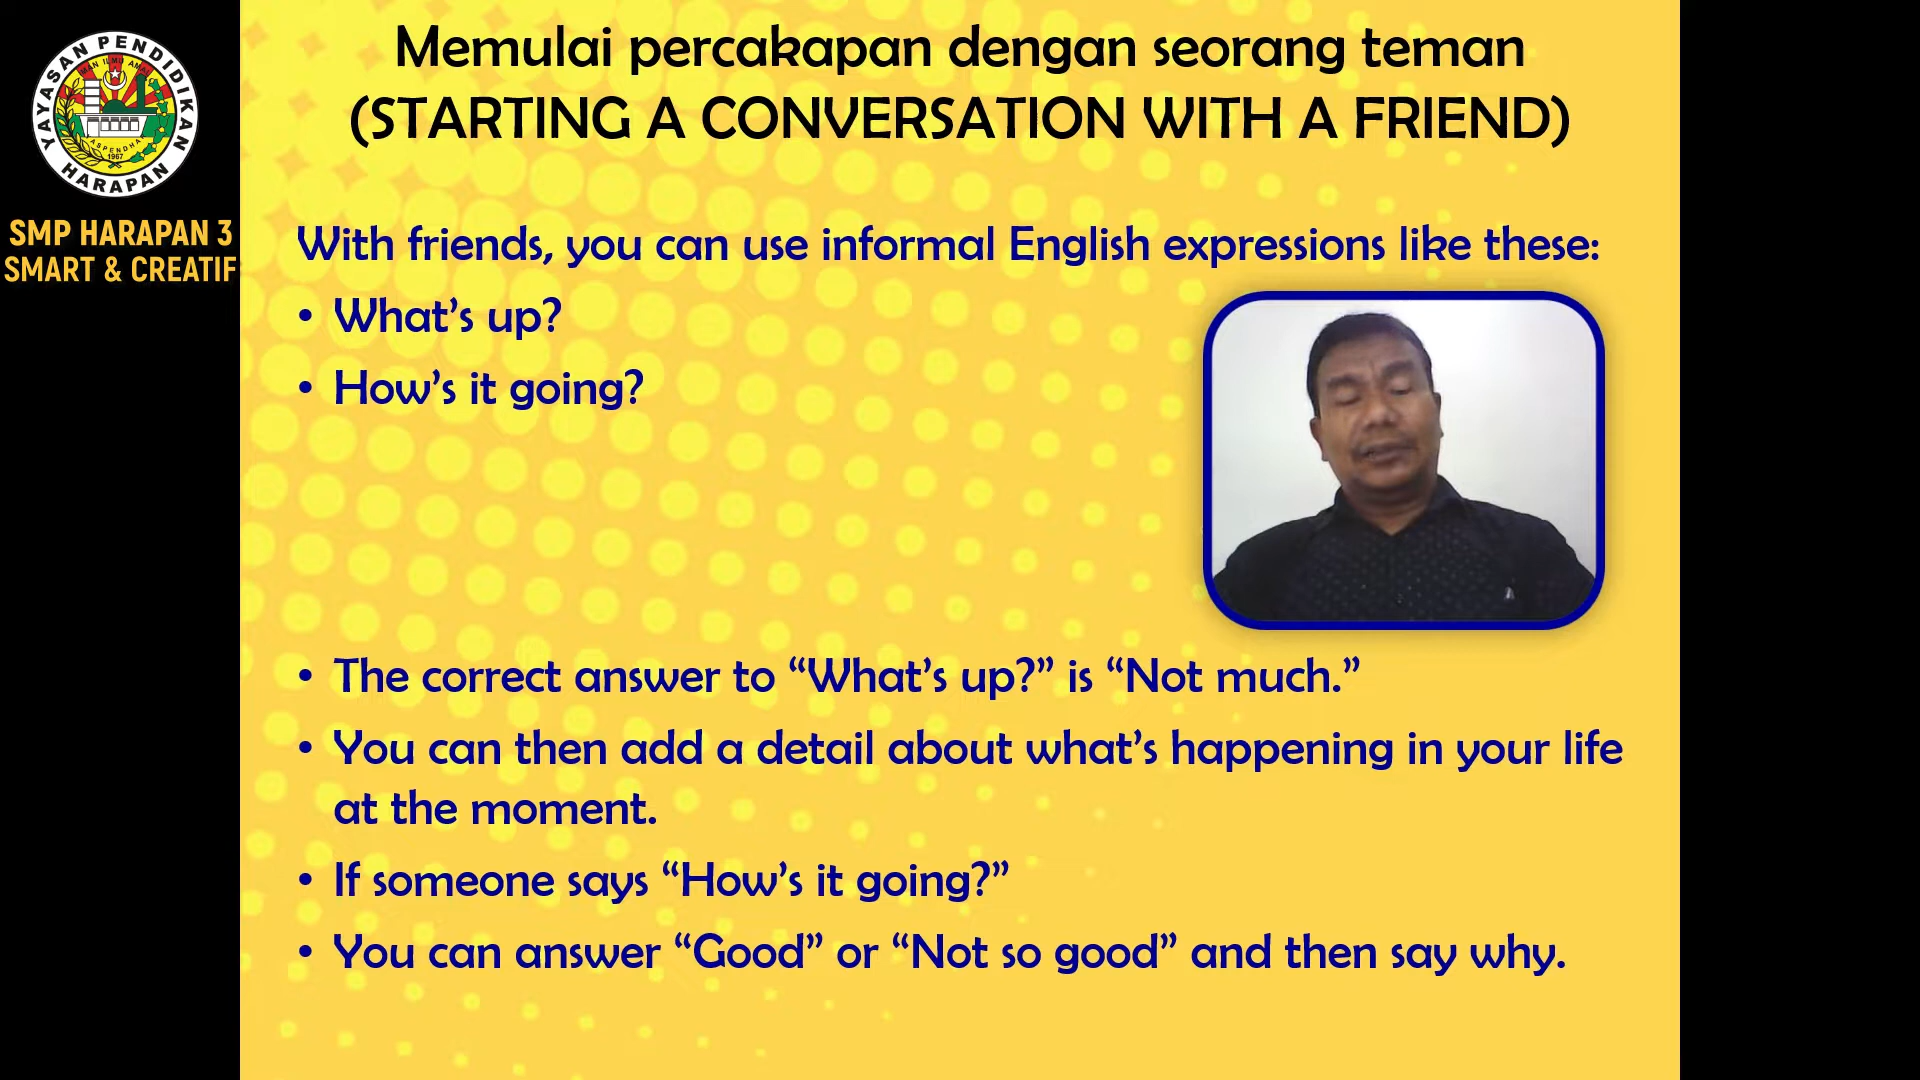 YAYASAN PENDIDIKAN
HARAPAN
ASPENDHA
1967
SMP HARAPAN 3
SMART & CREATIF
Memulai percakapan dengan seorang teman
(STARTING A CONVERSATION WITH A FRIEND)
With friends, you can use informal English expressions like these:
• What’s up?
• How’s it going?
• The correct answer to “What’s up?” is “Not much.”
• You can then add a detail about what’s happening in your life
at the moment.
• If someone says “How’s it going?”
• You can answer “Good” or “Not so good” and then say why.